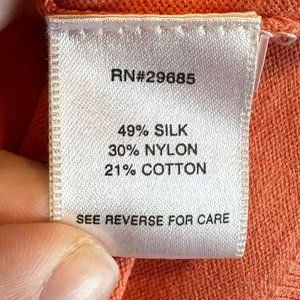 RN#29685
49% SILK
30% NYLON
21% COTTON
SEE REVERSE FOR CARE